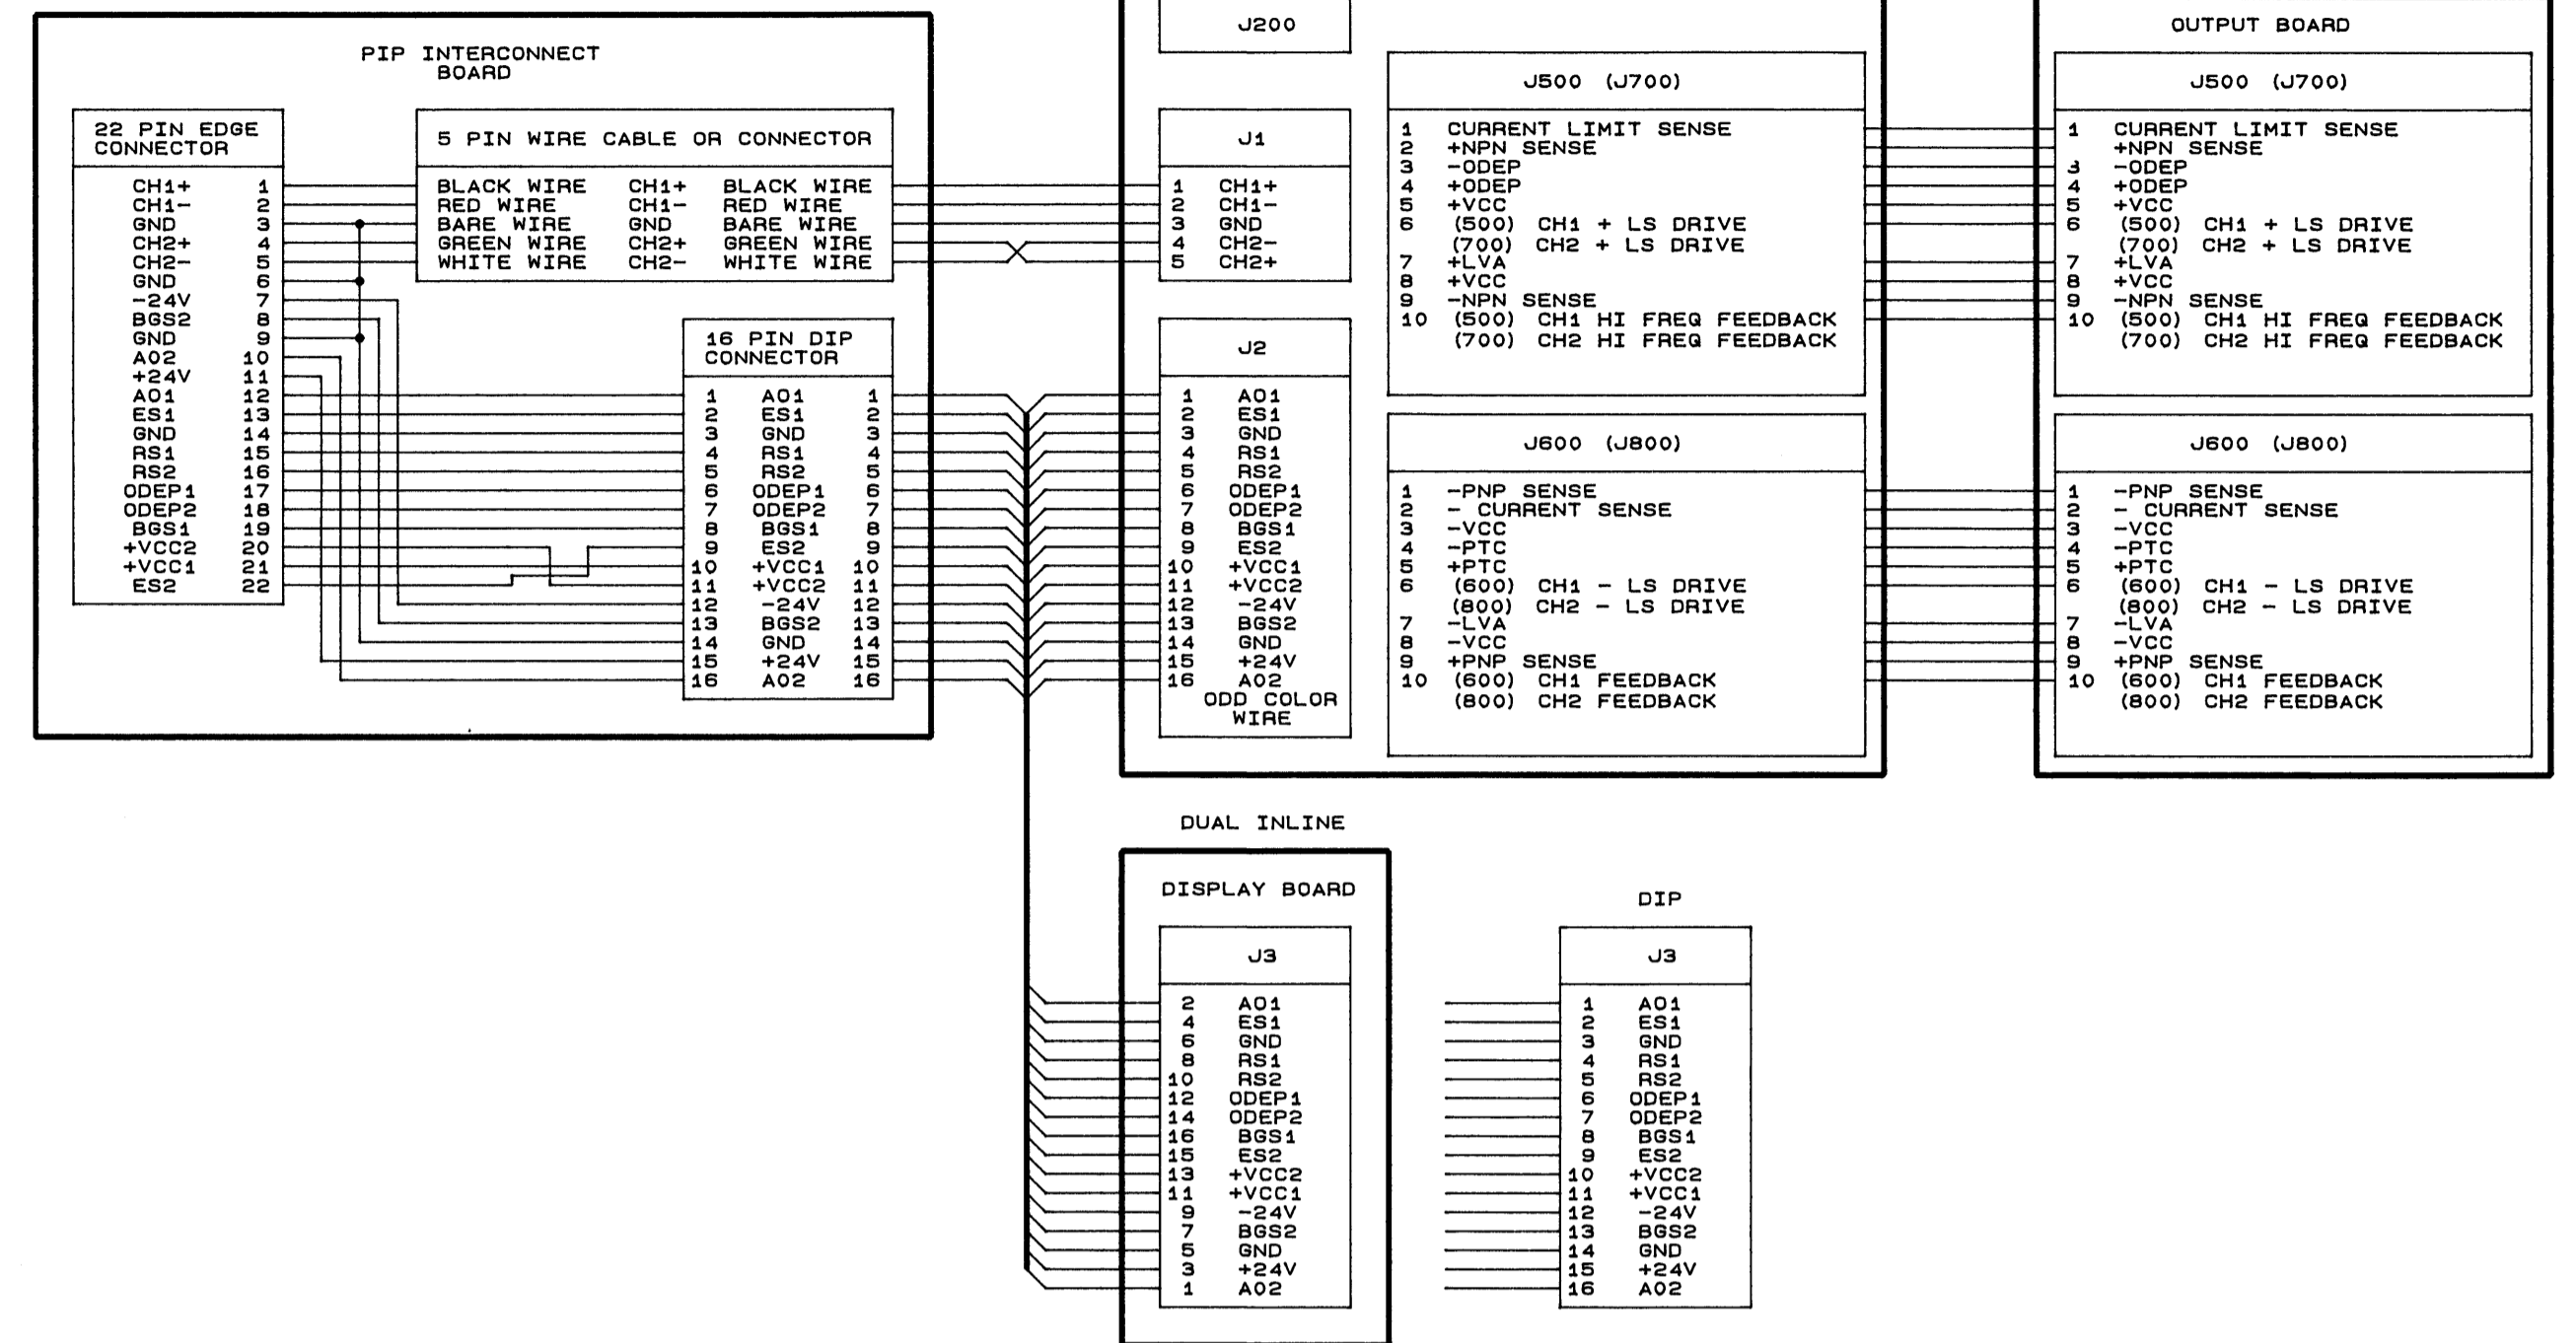 PIP INTERCONNECT
BOARD
22 PIN EDGE
CONNECTOR
CH1+ 1
CH1- 2
GND 3
CH2+ 4
CH2- 5
GND 6
-24V 7
BGS2 8
GND 9
A02 10
+24V 11
A01 12
ES1 13
GND 14
RS1 15
RS2 16
ODEP1 17
ODEP2 18
BGS1 19
+VCC2 20
+VCC1 21
ES2 22
5 PIN WIRE CABLE OR CONNECTOR
BLACK WIRE CH1+ BLACK WIRE
RED WIRE CH1- RED WIRE
BARE WIRE GND BARE WIRE
GREEN WIRE CH2+ GREEN WIRE
WHITE WIRE CH2- WHITE WIRE
16 PIN DIP
CONNECTOR
1 A01 1
2 ES1 2
3 GND 3
4 RS1 4
5 RS2 5
6 ODEP1 6
7 ODEP2 7
8 BGS1 8
9 ES2 9
10 +VCC1 10
11 +VCC2 11
12 -24V 12
13 BGS2 13
14 GND 14
15 +24V 15
16 A02 16
J200
J1
1 CH1+
2 CH1-
3 GND
4 CH2-
5 CH2+
J2
1 A01
2 ES1
3 GND
4 RS1
5 RS2
6 ODEP1
7 ODEP2
8 BGS1
9 ES2
10 +VCC1
11 +VCC2
12 -24V
13 BGS2
14 GND
15 +24V
16 A02
ODD COLOR
WIRE
J500 (J700)
1 CURRENT LIMIT SENSE
2 +NPN SENSE
3 -ODEP
4 +ODEP
5 +VCC
6 (500) CH1 + LS DRIVE
(700) CH2 + LS DRIVE
7 +LVA
8 +VCC
9 -NPN SENSE
10 (500) CH1 HI FREQ FEEDBACK
(700) CH2 HI FREQ FEEDBACK
J600 (J800)
1 -PNP SENSE
2 - CURRENT SENSE
3 -VCC
4 -PTC
5 +PTC
6 (600) CH1 - LS DRIVE
(800) CH2 - LS DRIVE
7 -LVA
8 -VCC
9 +PNP SENSE
10 (600) CH1 FEEDBACK
(800) CH2 FEEDBACK
OUTPUT BOARD
J500 (J700)
1 CURRENT LIMIT SENSE
+NPN SENSE
3 -ODEP
4 +ODEP
5 +VCC
6 (500) CH1 + LS DRIVE
(700) CH2 + LS DRIVE
7 +LVA
8 +VCC
9 -NPN SENSE
10 (500) CH1 HI FREQ FEEDBACK
(700) CH2 HI FREQ FEEDBACK
J600 (J800)
1 -PNP SENSE
2 - CURRENT SENSE
3 -VCC
4 -PTC
5 +PTC
6 (600) CH1 - LS DRIVE
(800) CH2 - LS DRIVE
7 -LVA
8 -VCC
9 +PNP SENSE
10 (600) CH1 FEEDBACK
(800) CH2 FEEDBACK
DUAL INLINE
DISPLAY BOARD
J3
2 A01
4 ES1
6 GND
8 RS1
10 RS2
12 ODEP1
14 ODEP2
16 BGS1
15 ES2
13 +VCC2
11 +VCC1
9 -24V
7 BGS2
5 GND
3 +24V
1 A02
DIP
J3
1 A01
2 ES1
3 GND
4 RS1
5 RS2
6 ODEP1
7 ODEP2
8 BGS1
9 ES2
10 +VCC2
11 +VCC1
12 -24V
13 BGS2
14 GND
15 +24V
16 A02